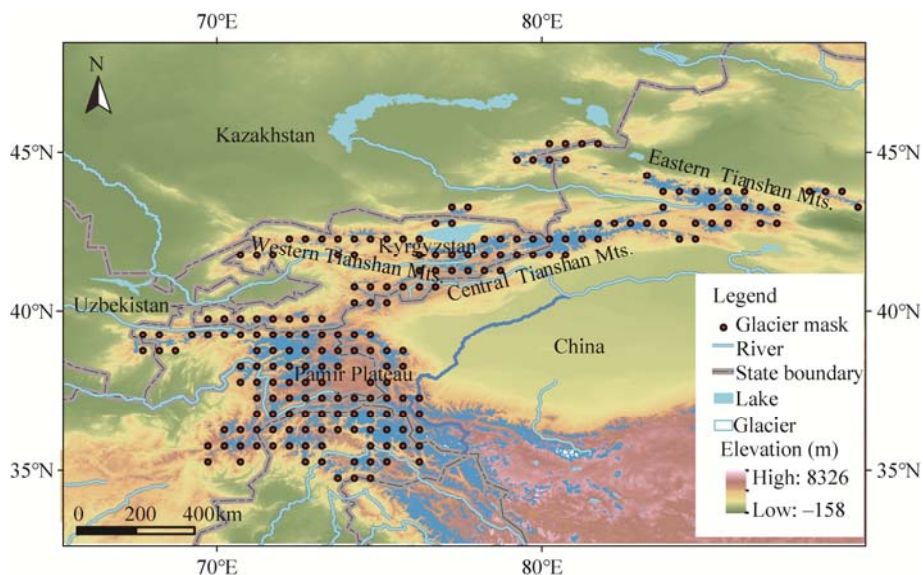 70°E 80°E
N
Kazakhstan
45°N 45°N
Eastern Tianshan Mts.
Kyrgyzstan
Western Tianshan Mts.
Central Tianshan Mts.
Uzbekistan
40°N
China
Pamir Plateau
35°N 35°N
Legend
Glacier mask
River
State boundary
Lake
Glacier
Elevation (m)
High: 8326
Low: –158
0 200 400km
70°E 80°E